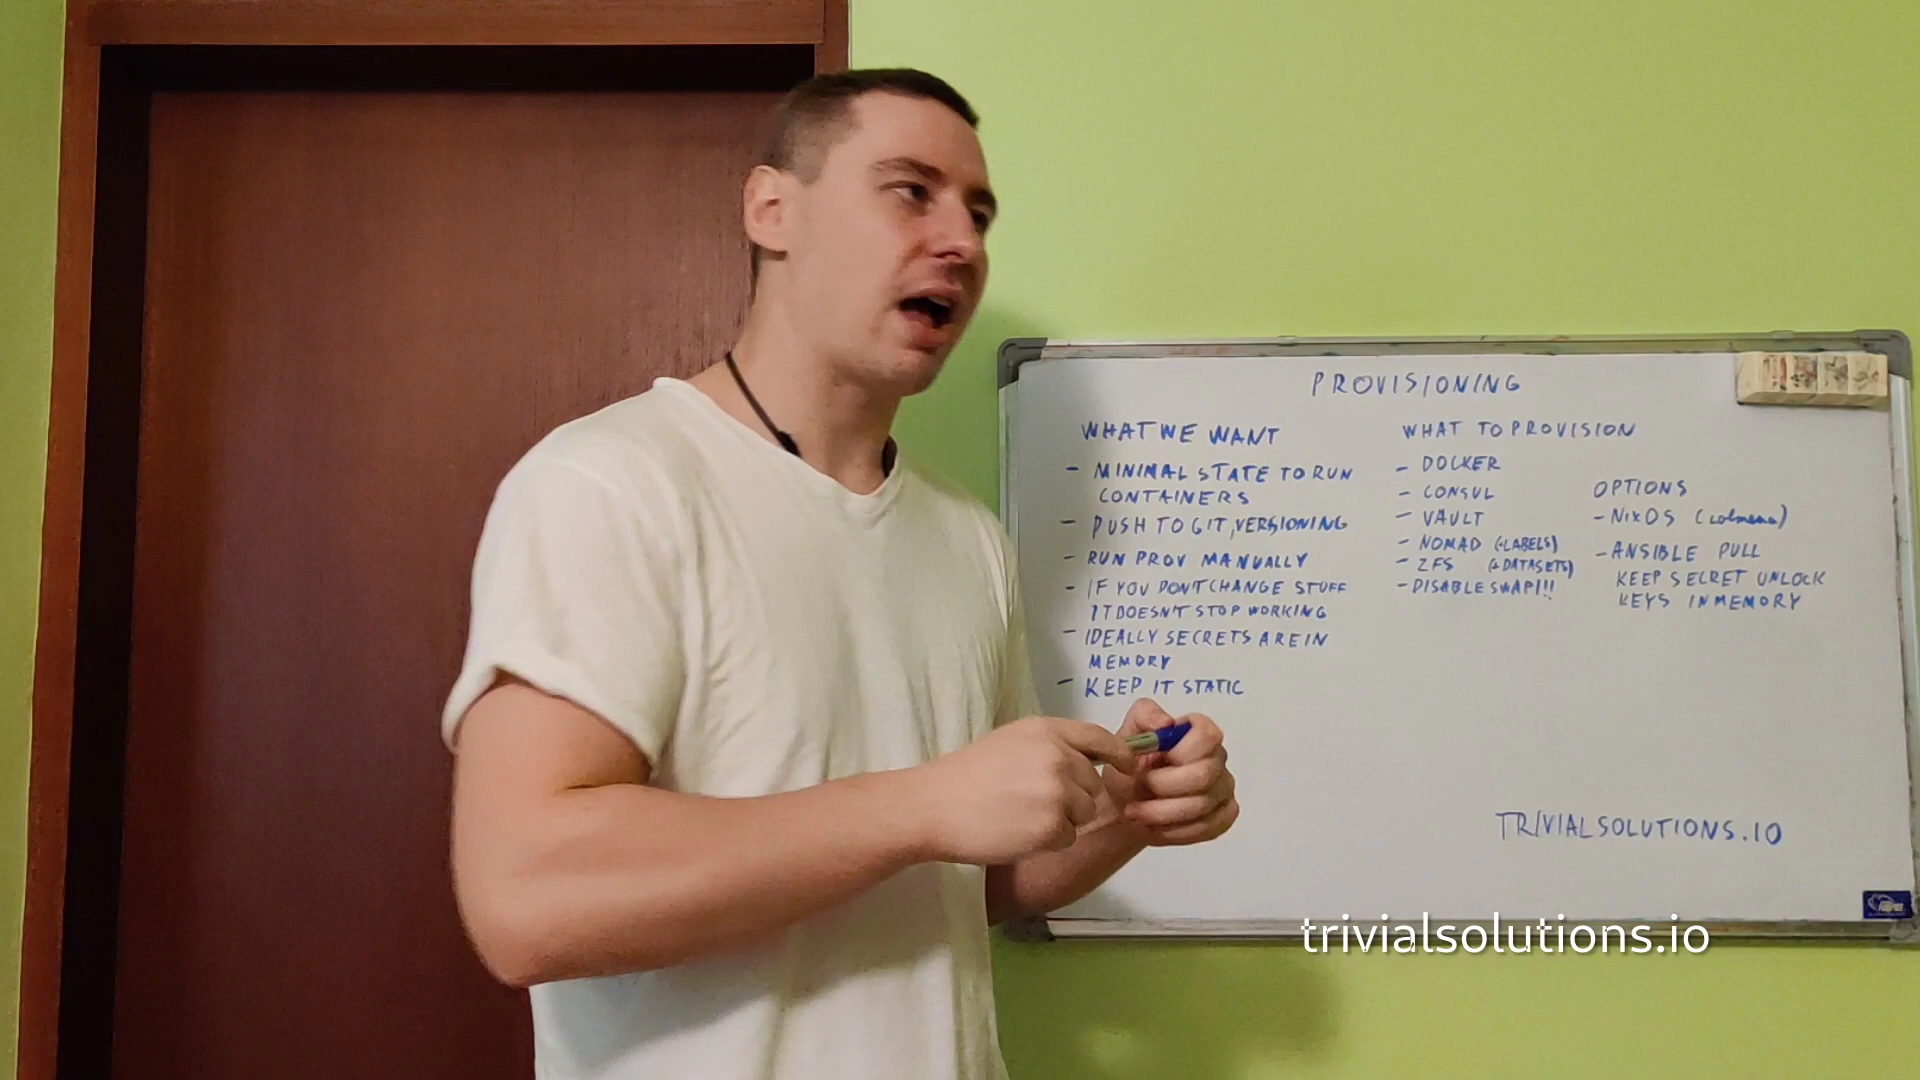 PROVISIONING
WHAT WE WANT
- MINIMAL STATE TO RUN
CONTAINERS
- PUSH TO GIT, VERSIONING
- RUN PROV MANUALLY
- IF YOU DONT CHANGE STUFF
IT DOESN'T STOP WORKING
- IDEALLY SECRETS ARE IN
MEMORY
- KEEP IT STATIC
WHAT TO PROVISION
- DOCKER
- CONSUL
- VAULT
- NOMAD (+LABELS)
- ZFS (+DATASETS)
- DISABLE SWAP!!!
OPTIONS
- NIXOS (colmena)
- ANSIBLE PULL
KEEP SECRET UNLOCK
KEYS IN MEMORY
TRIVIALSOLUTIONS.IO
trivialsolutions.io